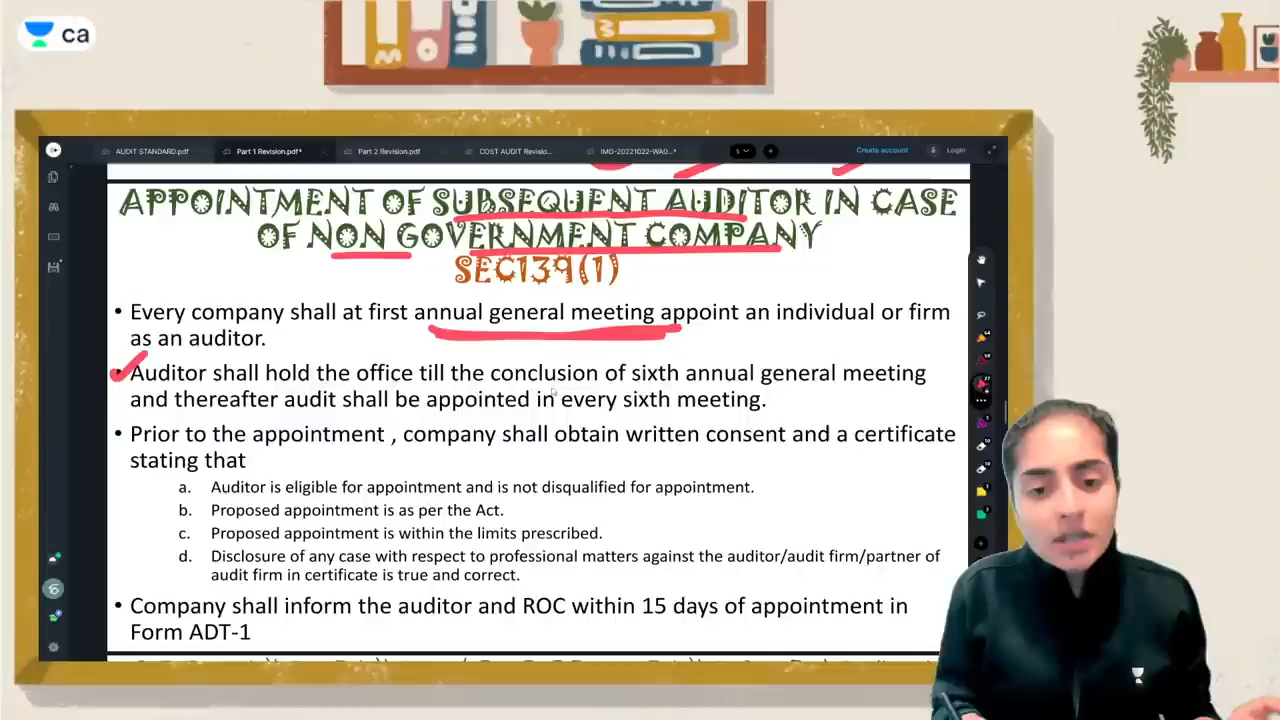 ca
AUDIT STANDARD.pdf
Part 1 Revision.pdf*
Part 2 Revision.pdf
COST AUDIT Revisio...
IMG-20221022-WA0...*
Create account
Login
APPOINTMENT OF SUBSEQUENT AUDITOR IN CASE
OF NON GOVERNMENT COMPANY
SEC139(1)
• Every company shall at first annual general meeting appoint an individual or firm
as an auditor.
• Auditor shall hold the office till the conclusion of sixth annual general meeting
and thereafter audit shall be appointed in every sixth meeting.
• Prior to the appointment , company shall obtain written consent and a certificate
stating that
a. Auditor is eligible for appointment and is not disqualified for appointment.
b. Proposed appointment is as per the Act.
c. Proposed appointment is within the limits prescribed.
d. Disclosure of any case with respect to professional matters against the auditor/audit firm/partner of
audit firm in certificate is true and correct.
• Company shall inform the auditor and ROC within 15 days of appointment in
Form ADT-1